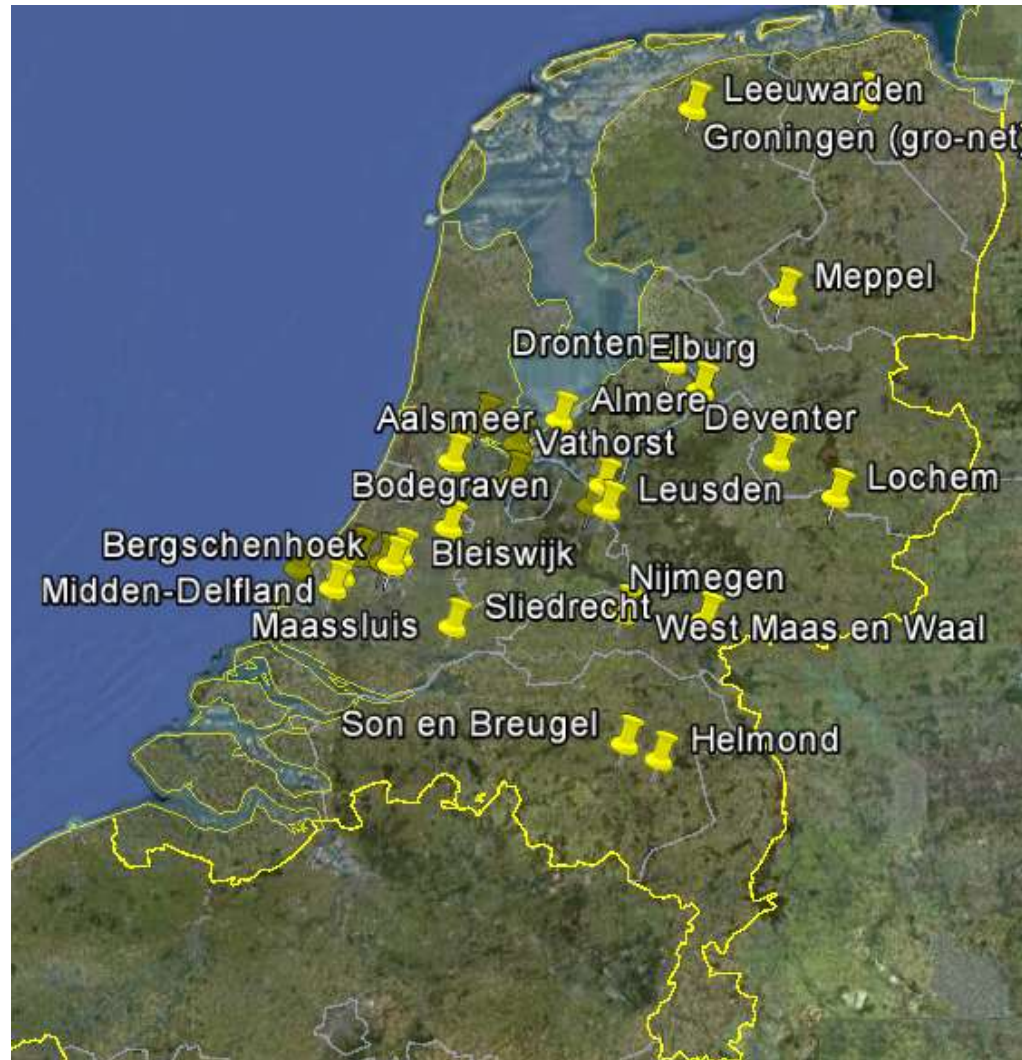 Leeuwarden
Groningen (gro-net)
Meppel
Dronten
Elburg
Almere
Aalsmeer
Deventer
Vathorst
Bodegraven
Leusden
Lochem
Bergschenhoek
Bleiswijk
Nijmegen
Midden-Delfland
Sliedrecht
Maassluis
West Maas en Waal
Son en Breugel
Helmond